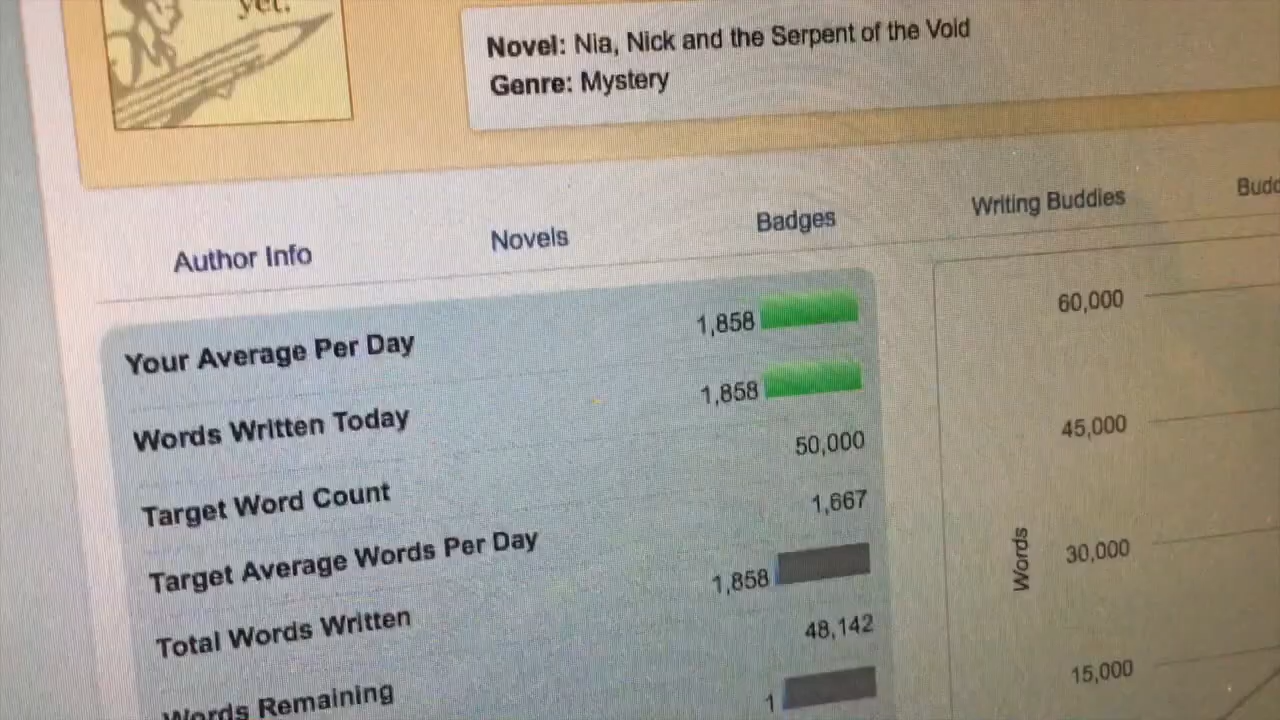 yet.
Novel: Nia, Nick and the Serpent of the Void
Genre: Mystery
Author Info
Novels
Badges
Writing Buddies
Budd
Your Average Per Day 1,858
Words Written Today 1,858
Target Word Count 50,000
Target Average Words Per Day 1,667
Total Words Written 1,858
Words Remaining 48,142
1
60,000
45,000
30,000
15,000
Words